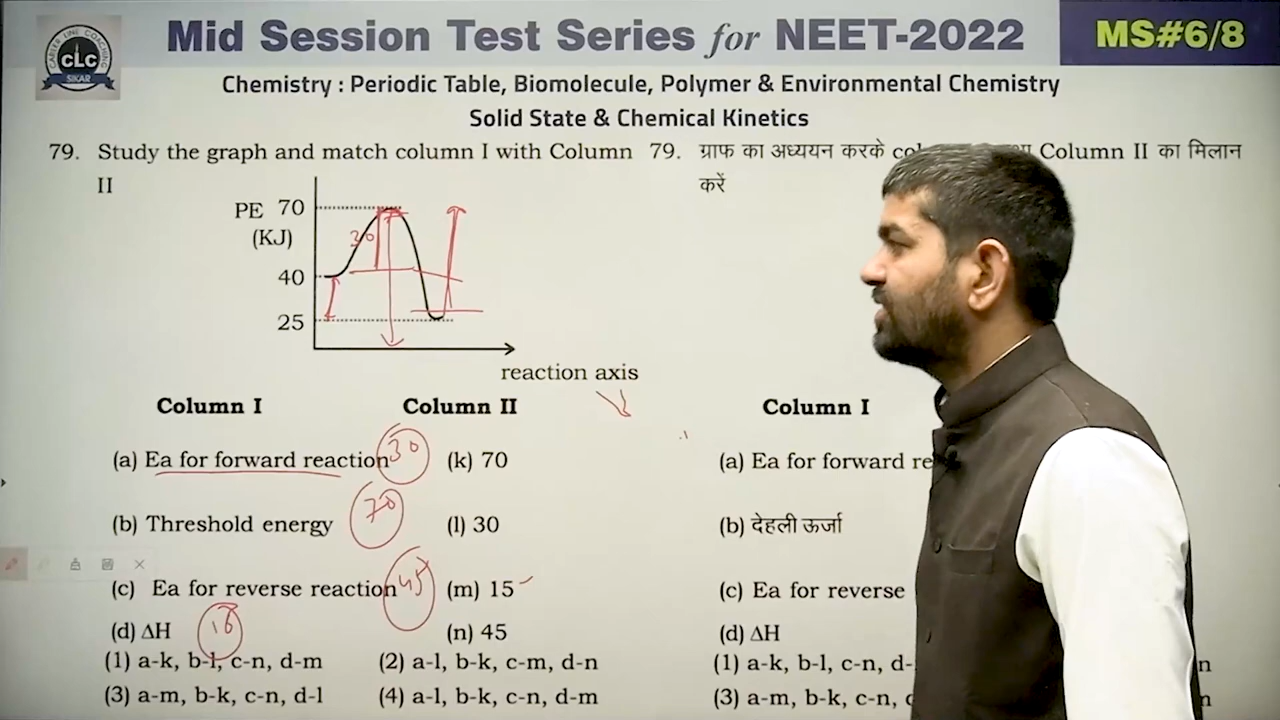 CAREER LINE COACHING
CLC
SIKAR
Mid Session Test Series for NEET-2022
MS#6/8
Chemistry : Periodic Table, Biomolecule, Polymer & Environmental Chemistry
Solid State & Chemical Kinetics
79. Study the graph and match column I with Column II
PE (KJ)
70
40
25
30
reaction axis
Column I Column II
(a) Ea for forward reaction 30 (k) 70
(b) Threshold energy 70 (l) 30
(c) Ea for reverse reaction 45 (m) 15
(d) ΔH (n) 45
(1) a-k, b-l, c-n, d-m (2) a-l, b-k, c-m, d-n
(3) a-m, b-k, c-n, d-l (4) a-l, b-k, c-n, d-m
79. ग्राफ का अध्ययन करके Column II का मिलान
करें
Column I
(a) Ea for forward
(b) देहली ऊर्जा
(c) Ea for reverse
(d) ΔH
(1) a-k, b-l, c-n, d- n
(3) a-m, b-k, c-n,